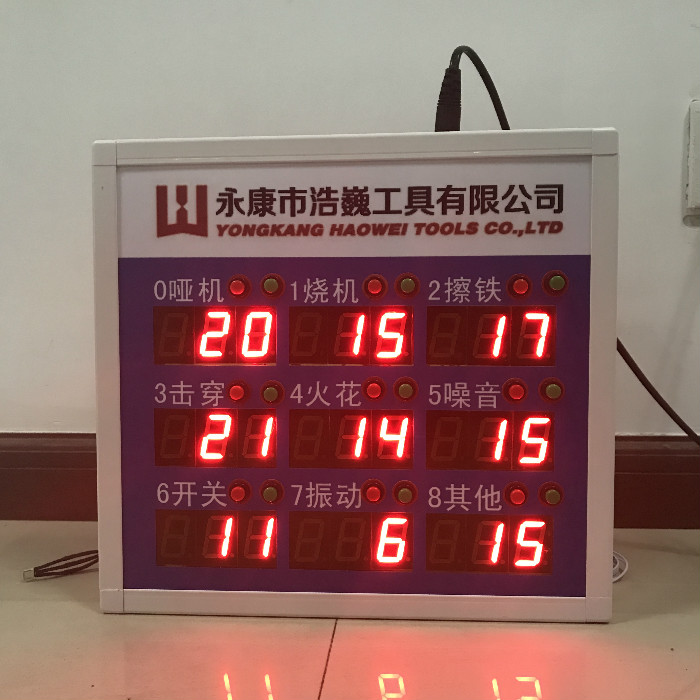 永康市浩巍工具有限公司
YONGKANG HAOWEI TOOLS CO.,LTD
0哑机 1烧机 2擦铁
20 15 17
3击穿 4火花 5噪音
21 14 15
6开关 7振动 8其他
11 6 15